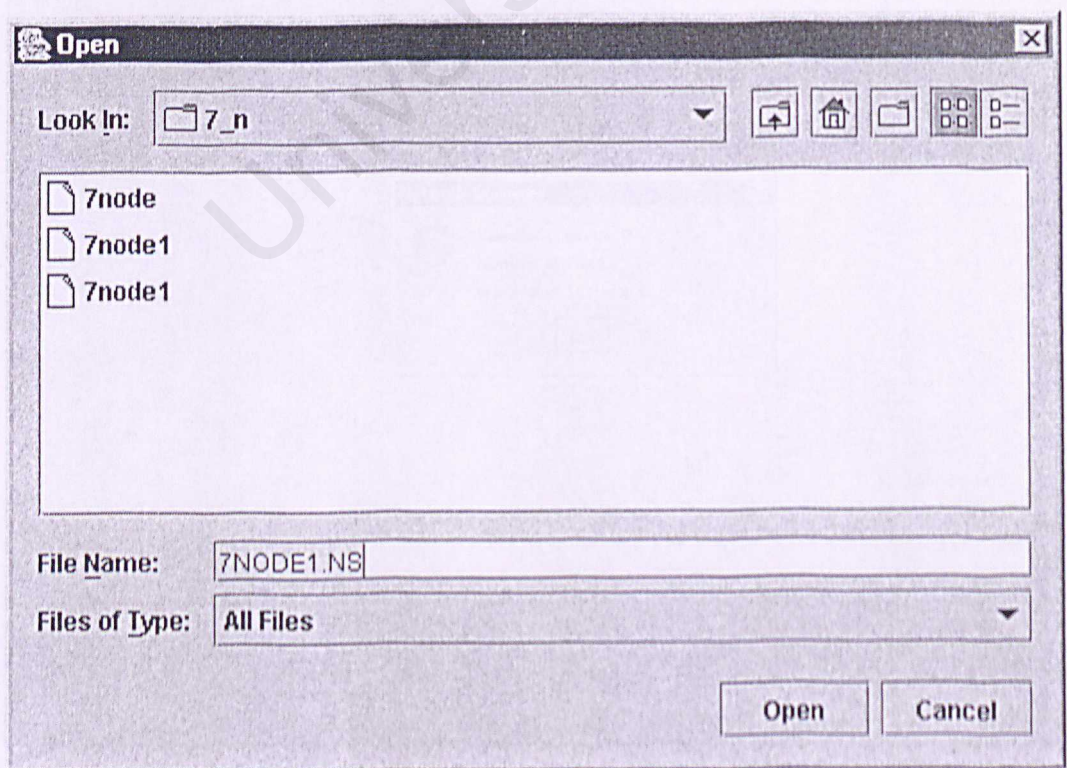 Open
Look In: 7_n
7node
7node1
7node1
File Name: 7NODE1.NS
Files of Type: All Files
Open Cancel